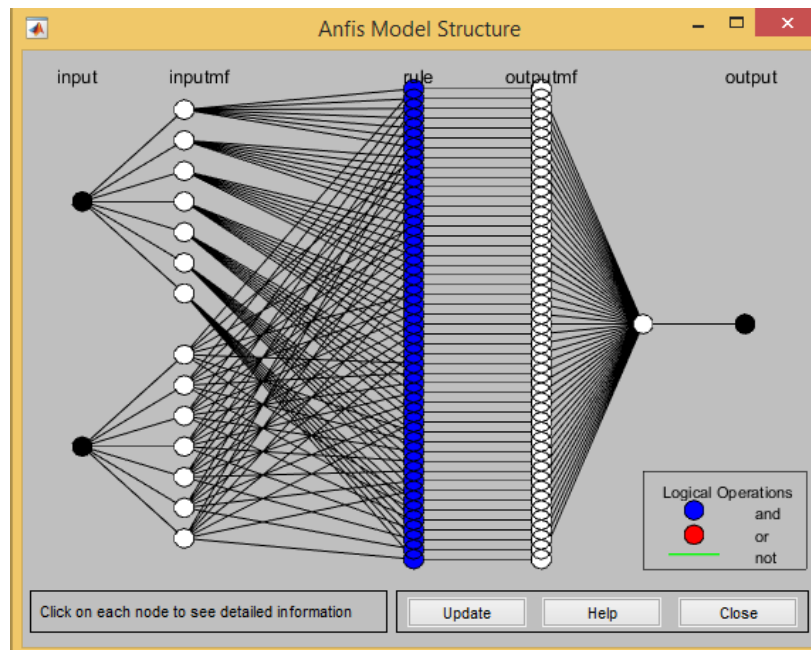 Anfis Model Structure
input inputmf rule outputmf output
Logical Operations
and
or
not
Click on each node to see detailed information
Update Help Close